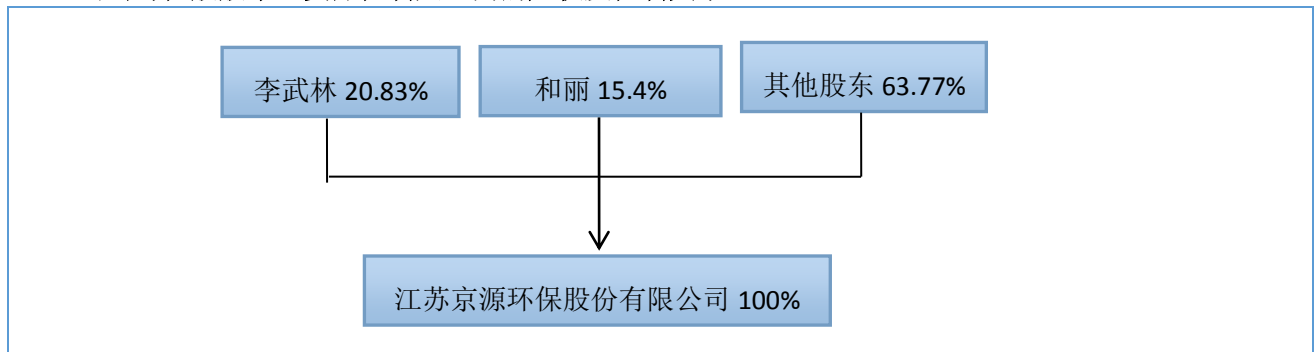 李武林 20.83%
和丽 15.4%
其他股东 63.77%
江苏京源环保股份有限公司 100%